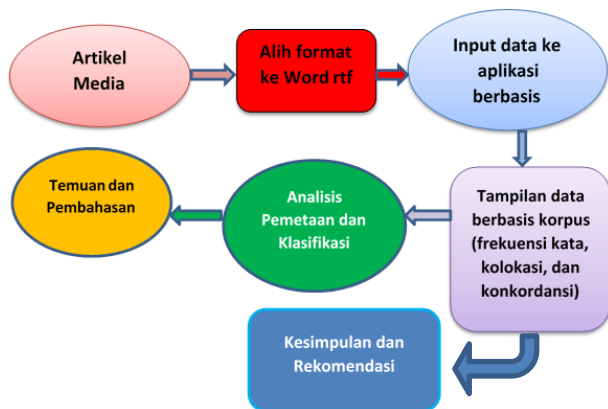 Artikel
Media
Alih format
ke Word rtf
Input data ke
aplikasi
berbasis
Temuan dan
Pembahasan
Analisis
Pemetaan dan
Klasifikasi
Tampilan data
berbasis korpus
(frekuensi kata,
kolokasi, dan
konkordansi)
Kesimpulan dan
Rekomendasi